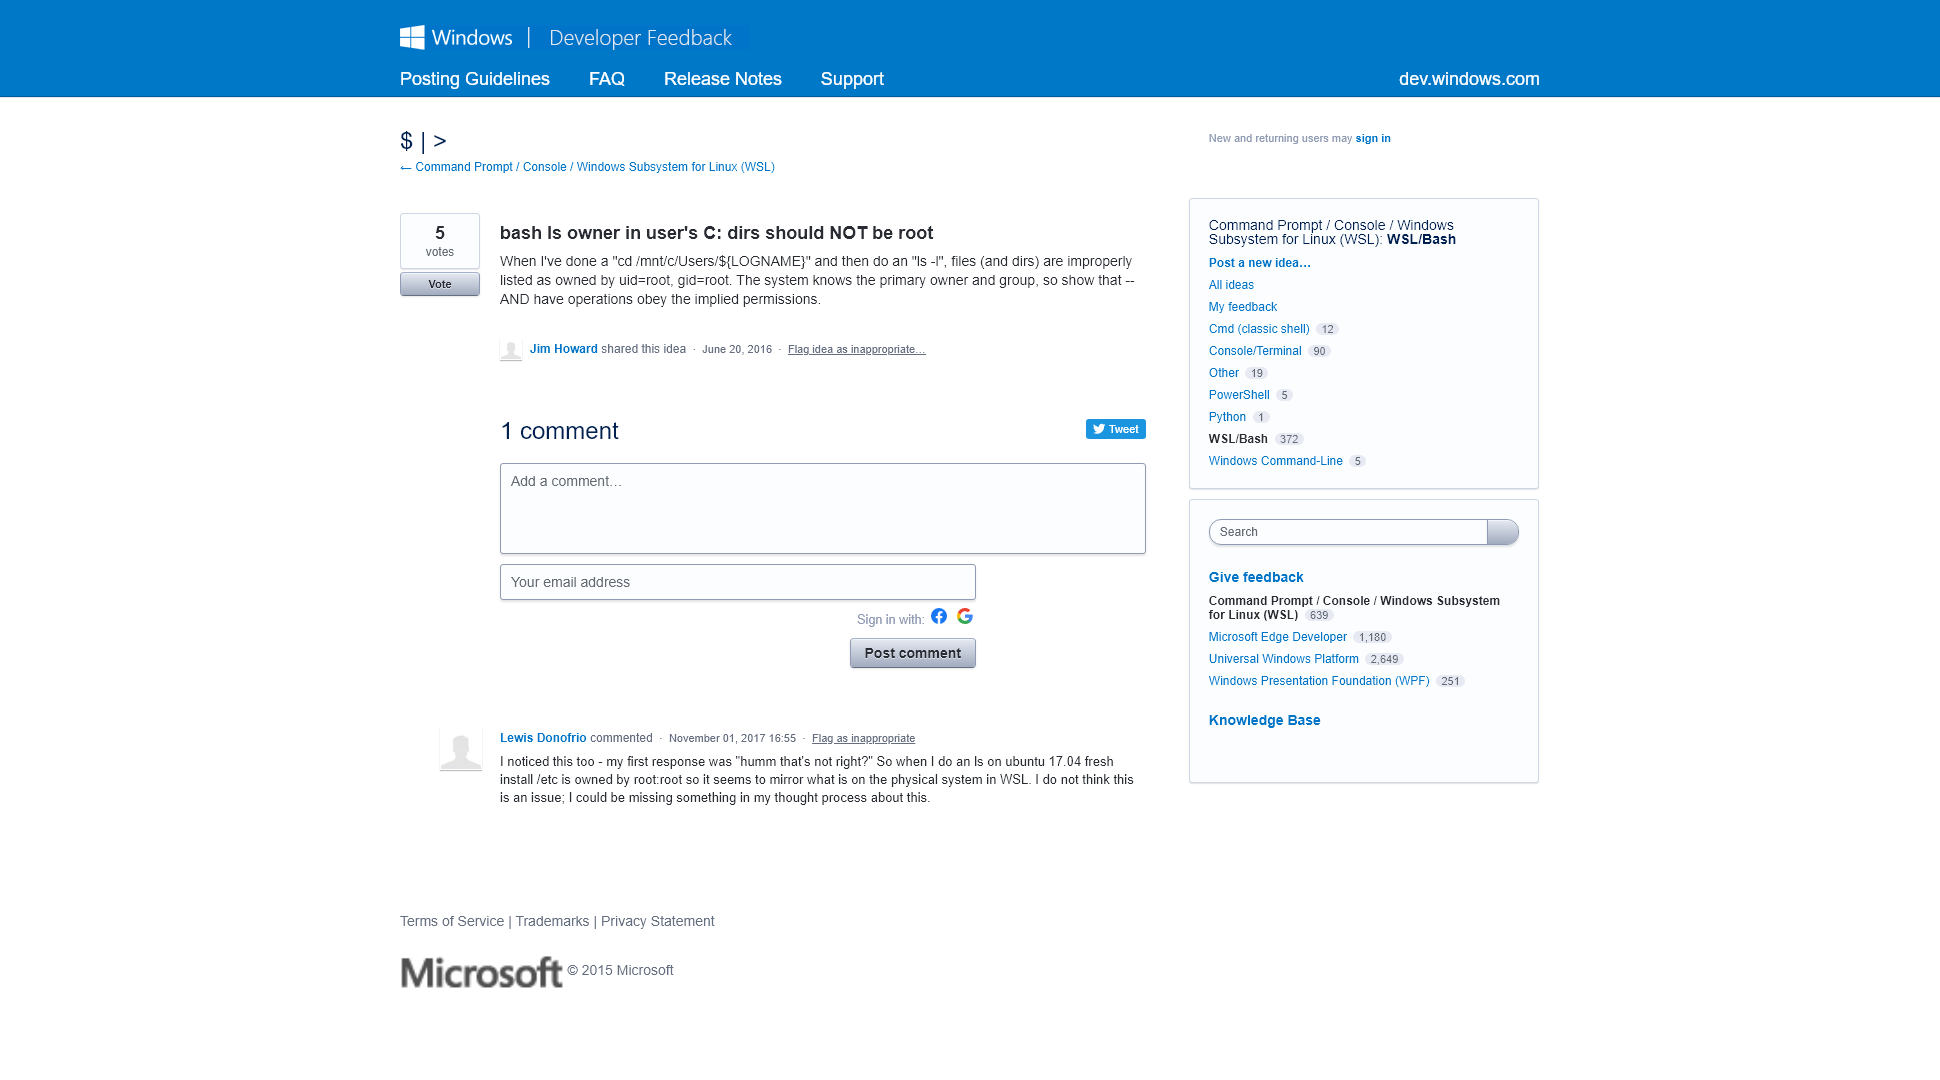 Windows | Developer Feedback
Posting Guidelines FAQ Release Notes Support dev.windows.com
$ | >
← Command Prompt / Console / Windows Subsystem for Linux (WSL)
New and returning users may sign in
5
votes
Vote
bash ls owner in user's C: dirs should NOT be root
When I've done a "cd /mnt/c/Users/${LOGNAME}" and then do an "ls -l", files (and dirs) are improperly
listed as owned by uid=root, gid=root. The system knows the primary owner and group, so show that --
AND have operations obey the implied permissions.
Jim Howard shared this idea · June 20, 2016 · Flag idea as inappropriate…
1 comment
Tweet
Add a comment…
Your email address
Sign in with:
Post comment
Lewis Donofrio commented · November 01, 2017 16:55 · Flag as inappropriate
I noticed this too - my first response was "humm that's not right?" So when I do an ls on ubuntu 17.04 fresh
install /etc is owned by root:root so it seems to mirror what is on the physical system in WSL. I do not think this
is an issue; I could be missing something in my thought process about this.
Command Prompt / Console / Windows
Subsystem for Linux (WSL): WSL/Bash
Post a new idea…
All ideas
My feedback
Cmd (classic shell) 12
Console/Terminal 90
Other 19
PowerShell 5
Python 1
WSL/Bash 372
Windows Command-Line 5
Search
Give feedback
Command Prompt / Console / Windows Subsystem
for Linux (WSL) 639
Microsoft Edge Developer 1,180
Universal Windows Platform 2,649
Windows Presentation Foundation (WPF) 251
Knowledge Base
Terms of Service | Trademarks | Privacy Statement
Microsoft © 2015 Microsoft